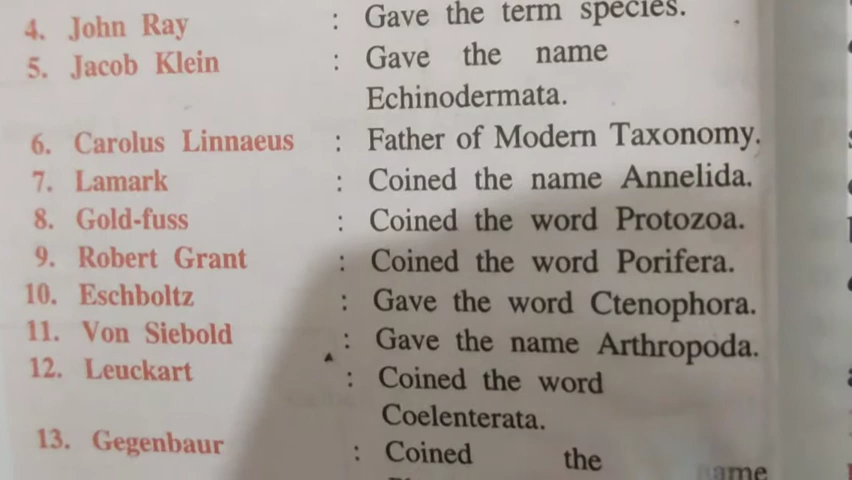 4. John Ray : Gave the term species.
5. Jacob Klein : Gave the name
Echinodermata.
6. Carolus Linnaeus : Father of Modern Taxonomy.
7. Lamark : Coined the name Annelida.
8. Gold-fuss : Coined the word Protozoa.
9. Robert Grant : Coined the word Porifera.
10. Eschboltz : Gave the word Ctenophora.
11. Von Siebold : Gave the name Arthropoda.
12. Leuckart : Coined the word
Coelenterata.
13. Gegenbaur : Coined the name